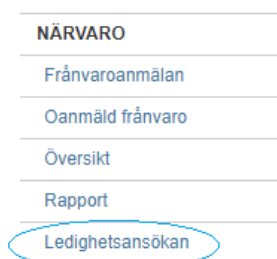 NÄRVARO
Frånvaroanmälan
Oanmäld frånvaro
Översikt
Rapport
Ledighetsansökan